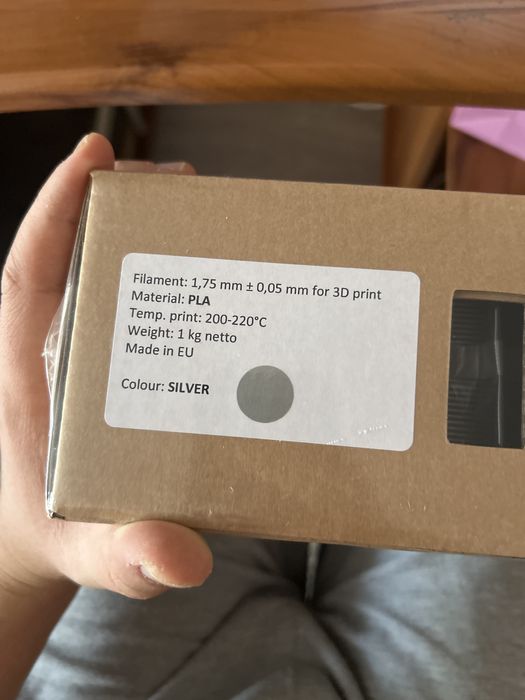 Filament: 1,75 mm ± 0,05 mm for 3D print
Material: PLA
Temp. print: 200-220°C
Weight: 1 kg netto
Made in EU
Colour: SILVER